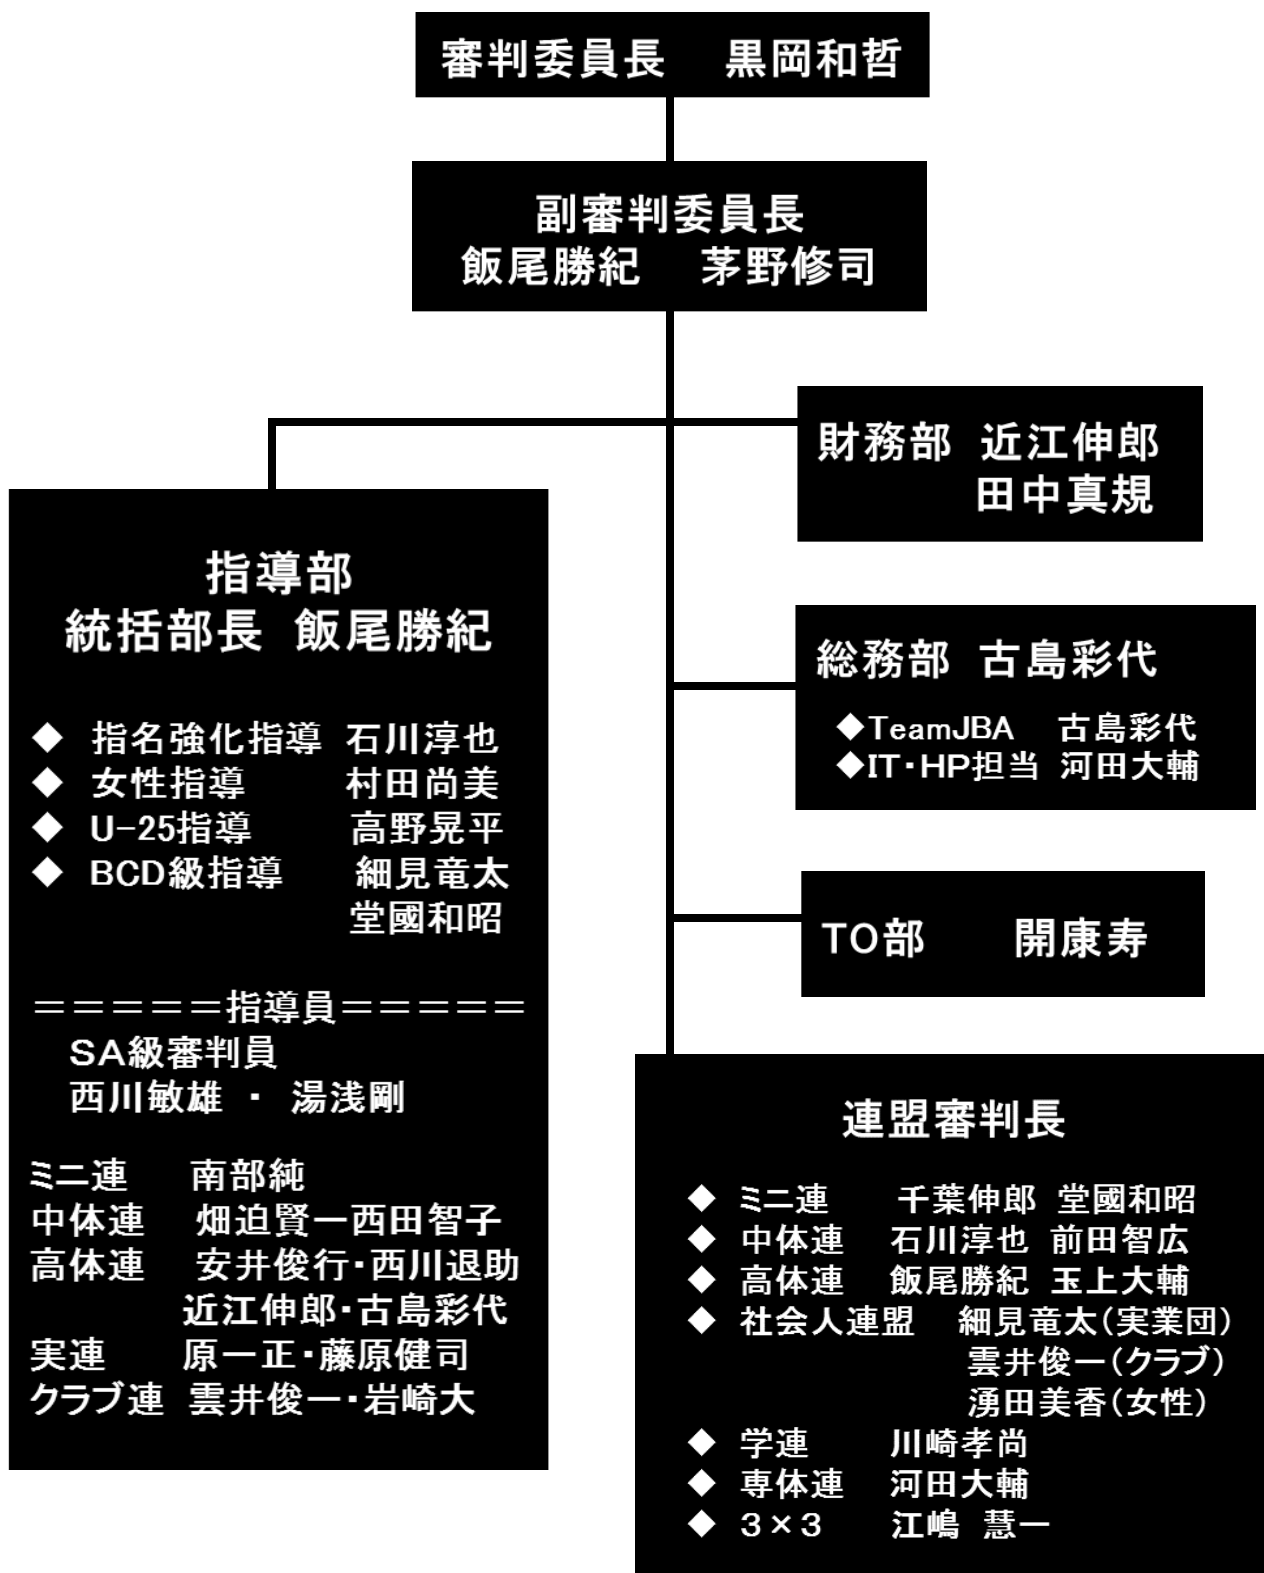 審判委員長　黒岡和哲
副審判委員長
飯尾勝紀　茅野修司
財務部 近江伸郎
田中真規
指導部
統括部長 飯尾勝紀
◆ 指名強化指導 石川淳也
◆ 女性指導 村田尚美
◆ U-25指導 高野晃平
◆ BCD級指導 細見竜太
堂國和昭
＝＝＝＝＝指導員＝＝＝＝＝
SA級審判員
西川敏雄 ・ 湯浅剛
ミニ連 南部純
中体連 畑迫賢一西田智子
高体連 安井俊行・西川退助
近江伸郎・古島彩代
実連 原一正・藤原健司
クラブ連 雲井俊一・岩崎大
総務部 古島彩代
◆TeamJBA 古島彩代
◆IT・HP担当 河田大輔
TO部 開康寿
連盟審判長
◆ ミニ連 千葉伸郎 堂國和昭
◆ 中体連 石川淳也 前田智広
◆ 高体連 飯尾勝紀 玉上大輔
◆ 社会人連盟 細見竜太(実業団)
雲井俊一(クラブ)
湧田美香(女性)
◆ 学連 川崎孝尚
◆ 専体連 河田大輔
◆ 3×3 江嶋 慧一